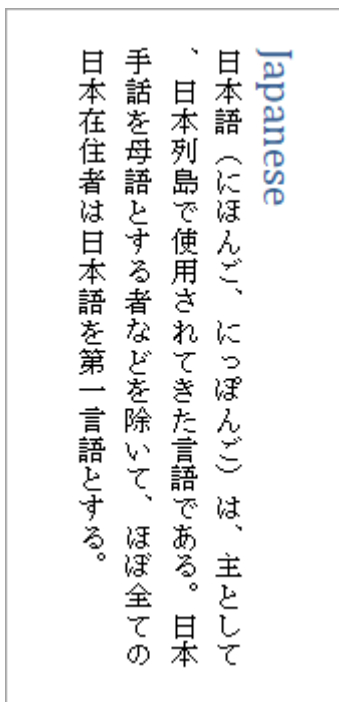 Japanese
日本語（にほんご、にっぽんご）は、主として
、日本列島で使用されてきた言語である。日本
手話を母語とする者などを除いて、ほぼ全ての
日本在住者は日本語を第一言語とする。